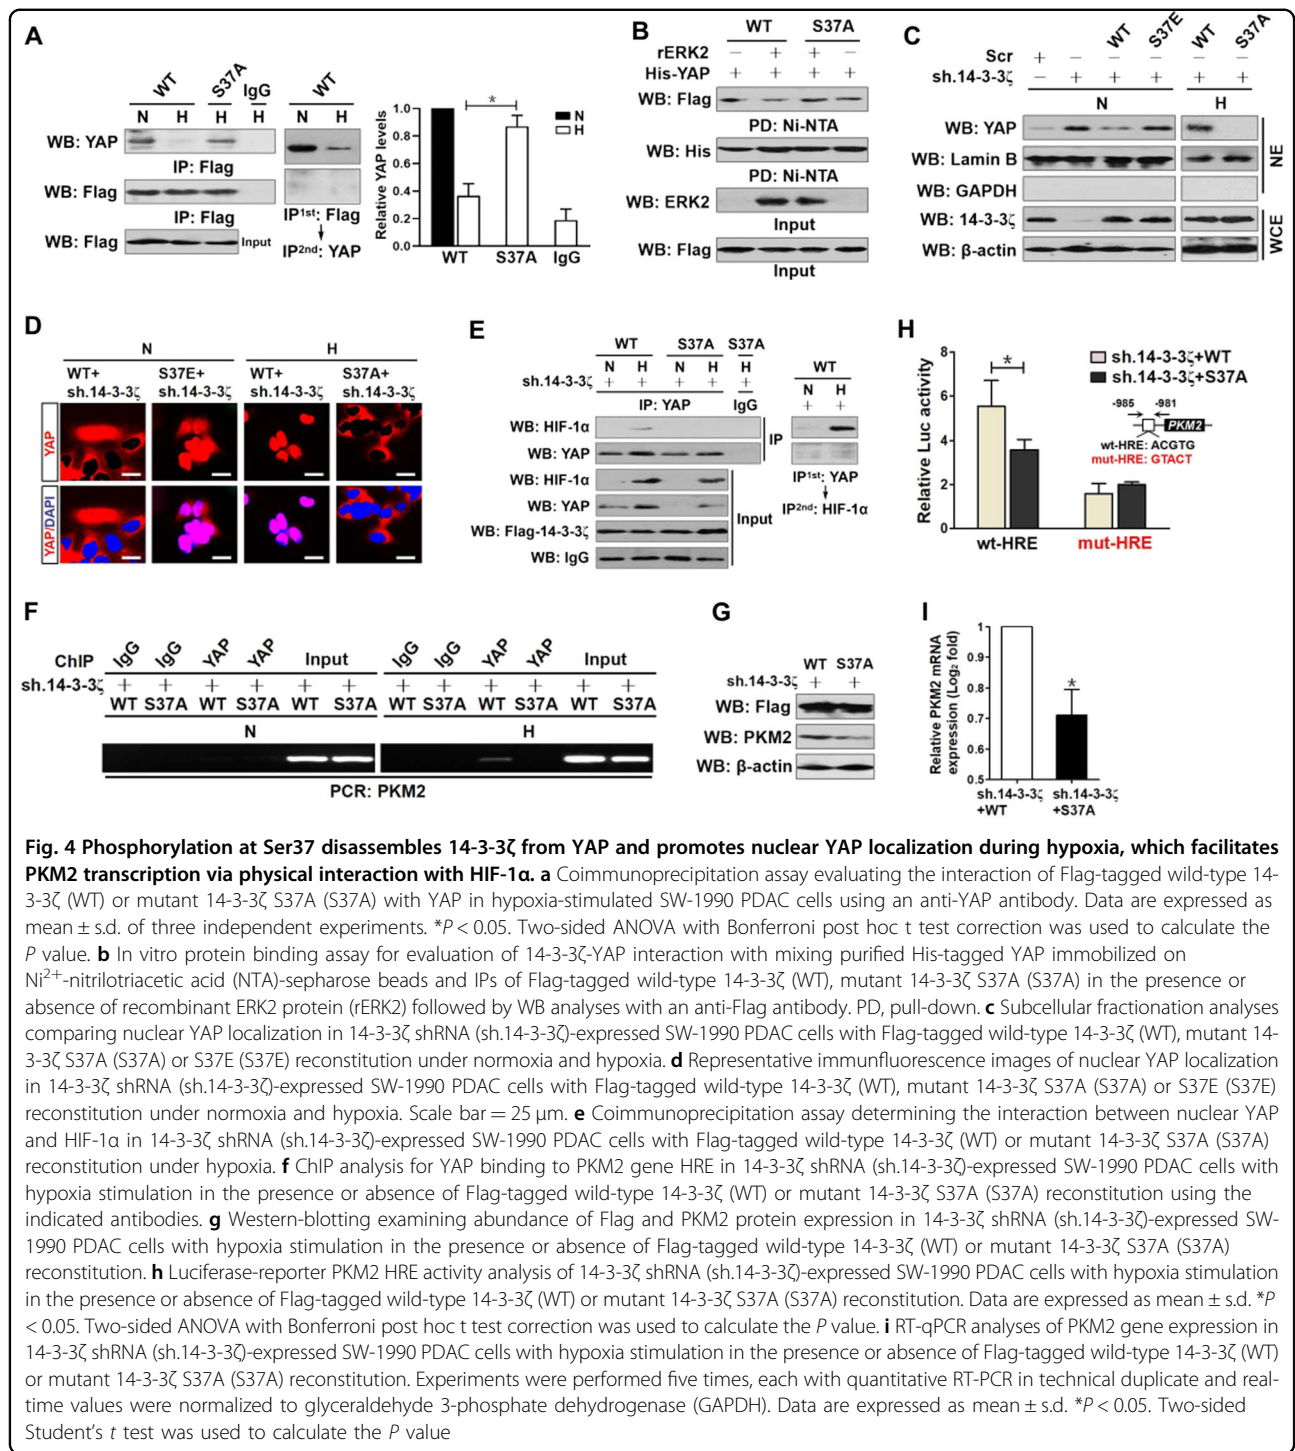 A
WT S37A IgG WT
N H H H N H
WB: YAP
IP: Flag
WB: Flag
IP: Flag
WB: Flag
Input
IP1st: Flag
IP2nd: YAP
Relative YAP levels
1.0
0.8
0.6
0.4
0.2
0.0
*
N
H
WT S37A IgG
B
WT S37A
rERK2 − + + −
His-YAP + + + +
WB: Flag
PD: Ni-NTA
WB: His
PD: Ni-NTA
WB: ERK2
Input
WB: Flag
Input
C
WT S37E WT S37A
Scr + − − − − −
sh.14-3-3ζ − + + + + +
N H
WB: YAP
WB: Lamin B
WB: GAPDH
NE
WB: 14-3-3ζ
WB: β-actin
WCE
D
N H
WT+ S37E+ WT+ S37A+
sh.14-3-3ζ sh.14-3-3ζ sh.14-3-3ζ sh.14-3-3ζ
YAP
YAP/DAPI
E
WT S37A S37A
N H N H H
sh.14-3-3ζ + + + + +
IP: YAP IgG
WB: HIF-1α
WB: YAP
IP
WB: HIF-1α
WB: YAP
WB: Flag-14-3-3ζ
WB: IgG
Input
WT
N H
+ +
IP1st: YAP
IP2nd: HIF-1α
H
Relative Luc activity
8
6
4
2
0
*
sh.14-3-3ζ+WT
sh.14-3-3ζ+S37A
-985 -981
PKM2
wt-HRE: ACGTG
mut-HRE: GTACT
wt-HRE mut-HRE
F
ChIP IgG IgG YAP YAP Input IgG IgG YAP YAP Input
sh.14-3-3ζ + + + + + + + + + + + +
WT S37A WT S37A WT S37A WT S37A WT S37A WT S37A
N H
PCR: PKM2
G
WT S37A
sh.14-3-3ζ + +
WB: Flag
WB: PKM2
WB: β-actin
I
Relative PKM2 mRNA
expression (Log2 fold)
1
0.9
0.8
0.7
0.6
0.5
*
sh.14-3-3ζ sh.14-3-3ζ
+WT +S37A
Fig. 4 Phosphorylation at Ser37 disassembles 14-3-3ζ from YAP and promotes nuclear YAP localization during hypoxia, which facilitates
PKM2 transcription via physical interaction with HIF-1α. a Coimmunoprecipitation assay evaluating the interaction of Flag-tagged wild-type 14-
3-3ζ (WT) or mutant 14-3-3ζ S37A (S37A) with YAP in hypoxia-stimulated SW-1990 PDAC cells using an anti-YAP antibody. Data are expressed as
mean ± s.d. of three independent experiments. *P < 0.05. Two-sided ANOVA with Bonferroni post hoc t test correction was used to calculate the
P value. b In vitro protein binding assay for evaluation of 14-3-3ζ-YAP interaction with mixing purified His-tagged YAP immobilized on
Ni2+-nitrilotriacetic acid (NTA)-sepharose beads and IPs of Flag-tagged wild-type 14-3-3ζ (WT), mutant 14-3-3ζ S37A (S37A) in the presence or
absence of recombinant ERK2 protein (rERK2) followed by WB analyses with an anti-Flag antibody. PD, pull-down. c Subcellular fractionation analyses
comparing nuclear YAP localization in 14-3-3ζ shRNA (sh.14-3-3ζ)-expressed SW-1990 PDAC cells with Flag-tagged wild-type 14-3-3ζ (WT), mutant 14-
3-3ζ S37A (S37A) or S37E (S37E) reconstitution under normoxia and hypoxia. d Representative immunfluorescence images of nuclear YAP localization
in 14-3-3ζ shRNA (sh.14-3-3ζ)-expressed SW-1990 PDAC cells with Flag-tagged wild-type 14-3-3ζ (WT), mutant 14-3-3ζ S37A (S37A) or S37E (S37E)
reconstitution under normoxia and hypoxia. Scale bar = 25 μm. e Coimmunoprecipitation assay determining the interaction between nuclear YAP
and HIF-1α in 14-3-3ζ shRNA (sh.14-3-3ζ)-expressed SW-1990 PDAC cells with Flag-tagged wild-type 14-3-3ζ (WT) or mutant 14-3-3ζ S37A (S37A)
reconstitution under hypoxia. f ChIP analysis for YAP binding to PKM2 gene HRE in 14-3-3ζ shRNA (sh.14-3-3ζ)-expressed SW-1990 PDAC cells with
hypoxia stimulation in the presence or absence of Flag-tagged wild-type 14-3-3ζ (WT) or mutant 14-3-3ζ S37A (S37A) reconstitution using the
indicated antibodies. g Western-blotting examining abundance of Flag and PKM2 protein expression in 14-3-3ζ shRNA (sh.14-3-3ζ)-expressed SW-
1990 PDAC cells with hypoxia stimulation in the presence or absence of Flag-tagged wild-type 14-3-3ζ (WT) or mutant 14-3-3ζ S37A (S37A)
reconstitution. h Luciferase-reporter PKM2 HRE activity analysis of 14-3-3ζ shRNA (sh.14-3-3ζ)-expressed SW-1990 PDAC cells with hypoxia stimulation
in the presence or absence of Flag-tagged wild-type 14-3-3ζ (WT) or mutant 14-3-3ζ S37A (S37A) reconstitution. Data are expressed as mean ± s.d. *P
< 0.05. Two-sided ANOVA with Bonferroni post hoc t test correction was used to calculate the P value. i RT-qPCR analyses of PKM2 gene expression in
14-3-3ζ shRNA (sh.14-3-3ζ)-expressed SW-1990 PDAC cells with hypoxia stimulation in the presence or absence of Flag-tagged wild-type 14-3-3ζ (WT)
or mutant 14-3-3ζ S37A (S37A) reconstitution. Experiments were performed five times, each with quantitative RT-PCR in technical duplicate and real-
time values were normalized to glyceraldehyde 3-phosphate dehydrogenase (GAPDH). Data are expressed as mean ± s.d. *P < 0.05. Two-sided
Student's t test was used to calculate the P value